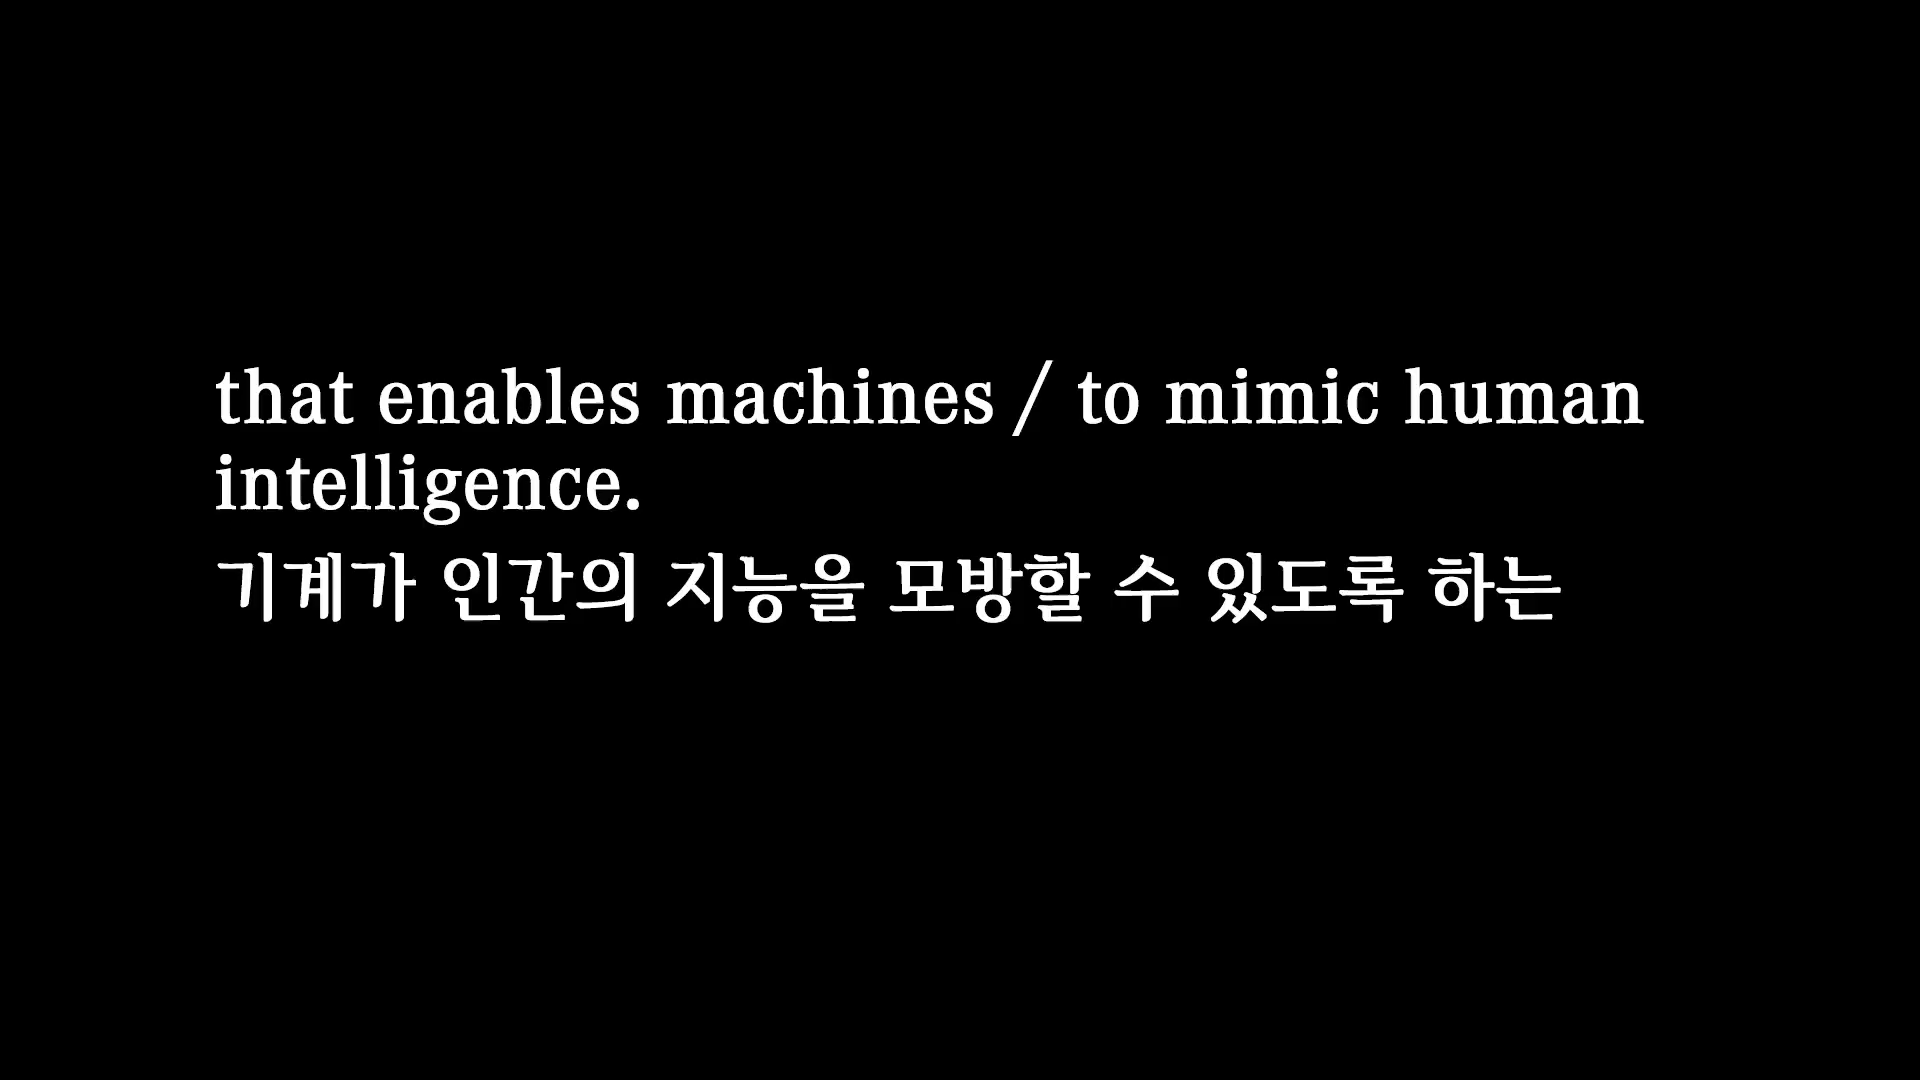 that enables machines / to mimic human
intelligence.
기계가 인간의 지능을 모방할 수 있도록 하는